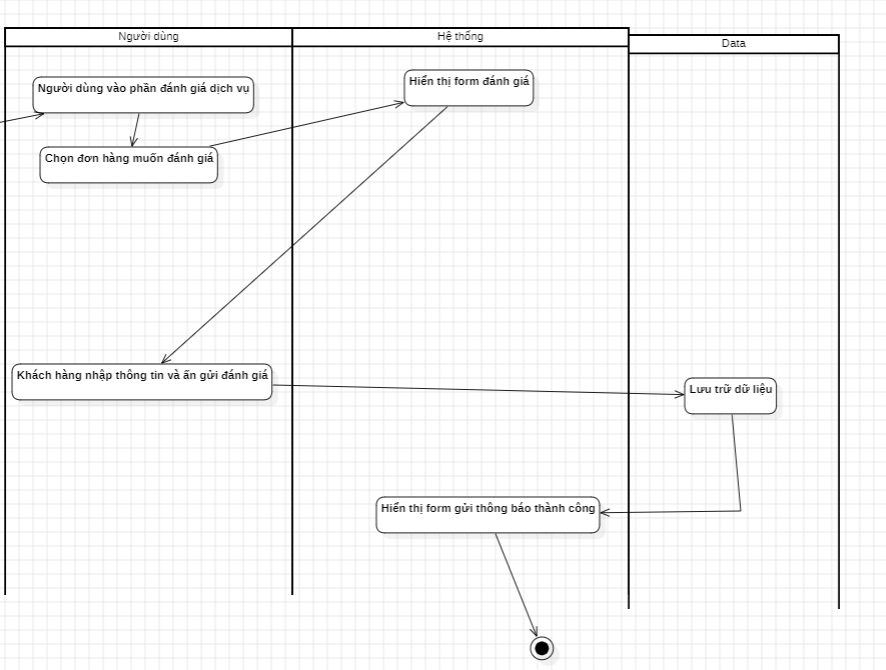 Người dùng
Hệ thống
Data
Người dùng vào phần đánh giá dịch vụ
Hiển thị form đánh giá
Chọn đơn hàng muốn đánh giá
Khách hàng nhập thông tin và ấn gửi đánh giá
Lưu trữ dữ liệu
Hiển thị form gửi thông báo thành công